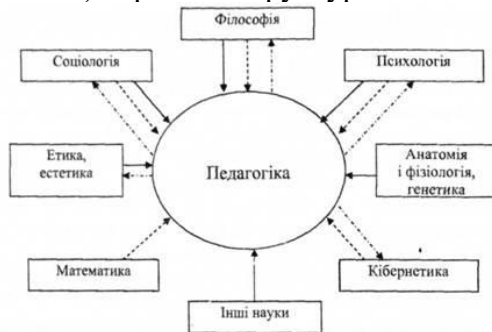 Філософія
Соціологія
Психологія
Етика,
естетика
Педагогіка
Анатомія
і фізіологія,
генетика
Математика
Кібернетика
Інші науки